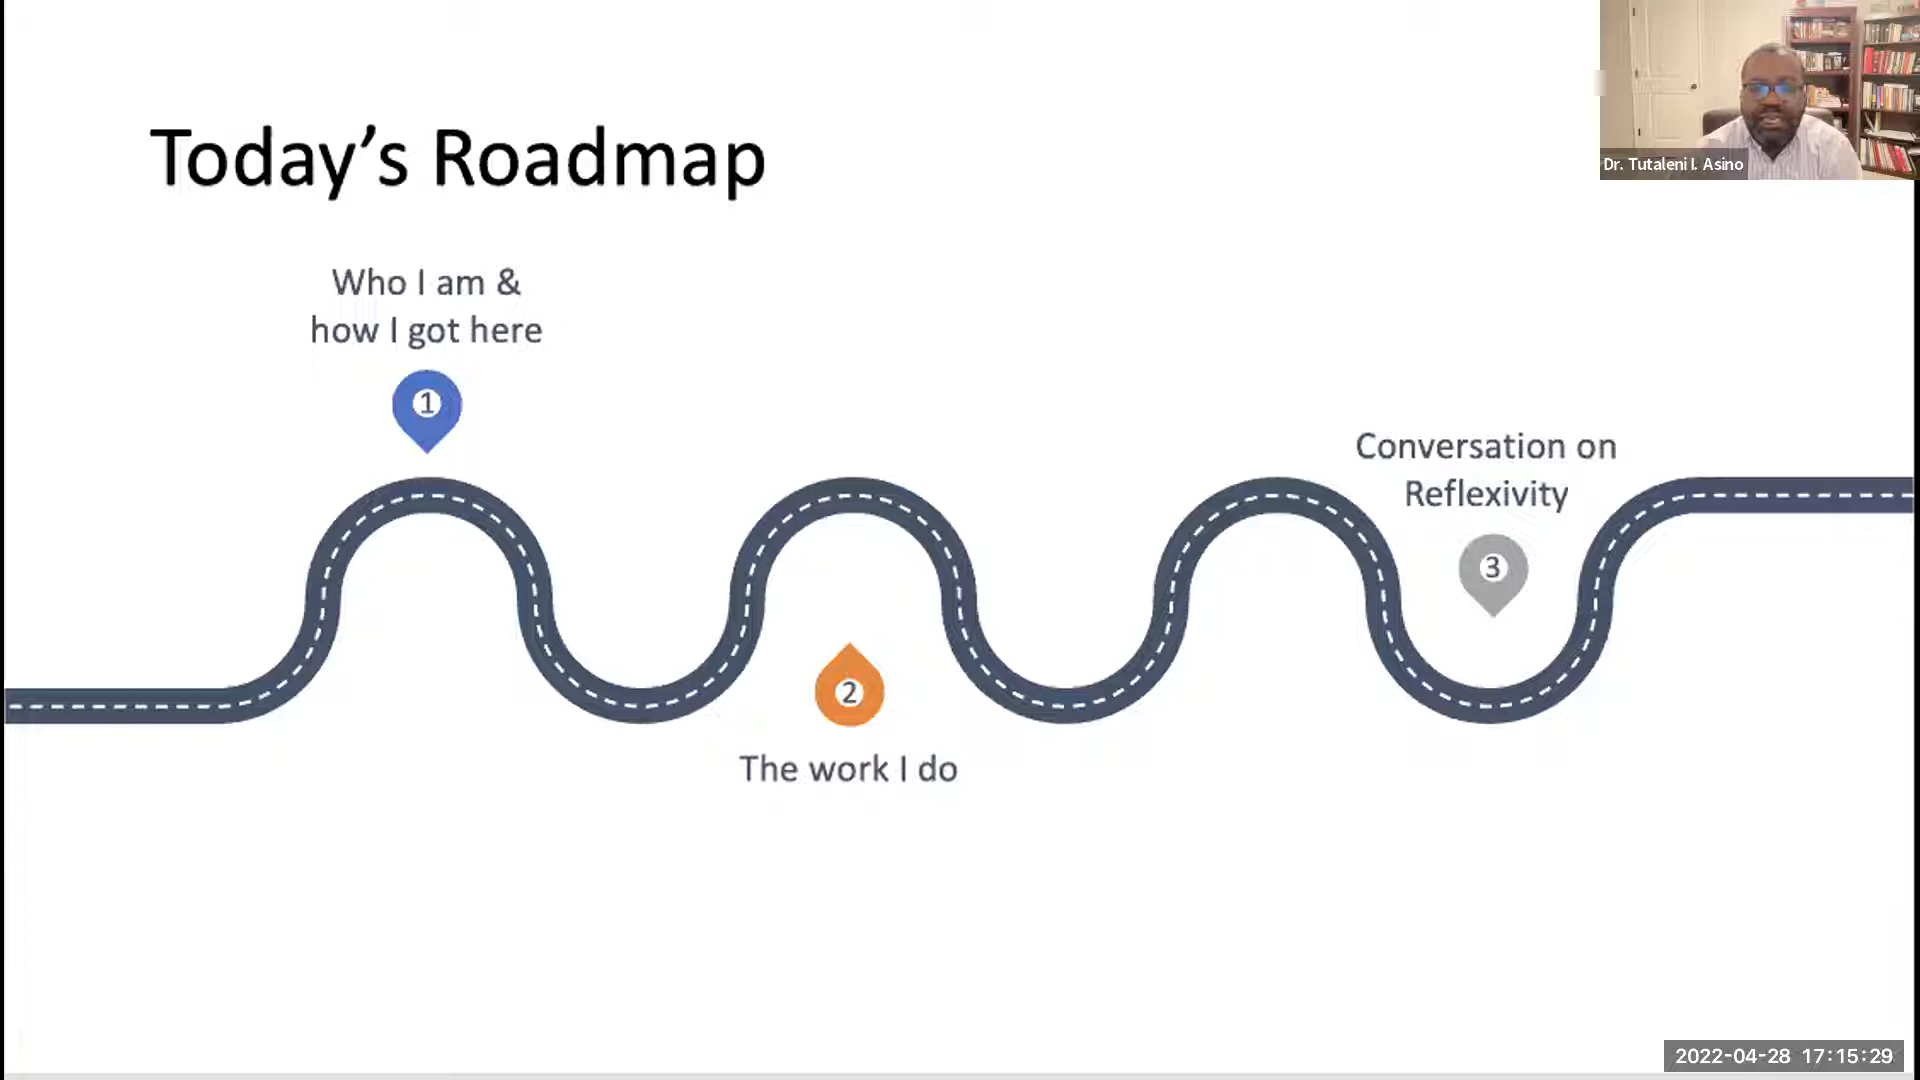 Today’s Roadmap
Dr. Tutaleni I. Asino
Who I am &
how I got here
1
Conversation on
Reflexivity
3
2
The work I do
2022-04-28 17:15:29